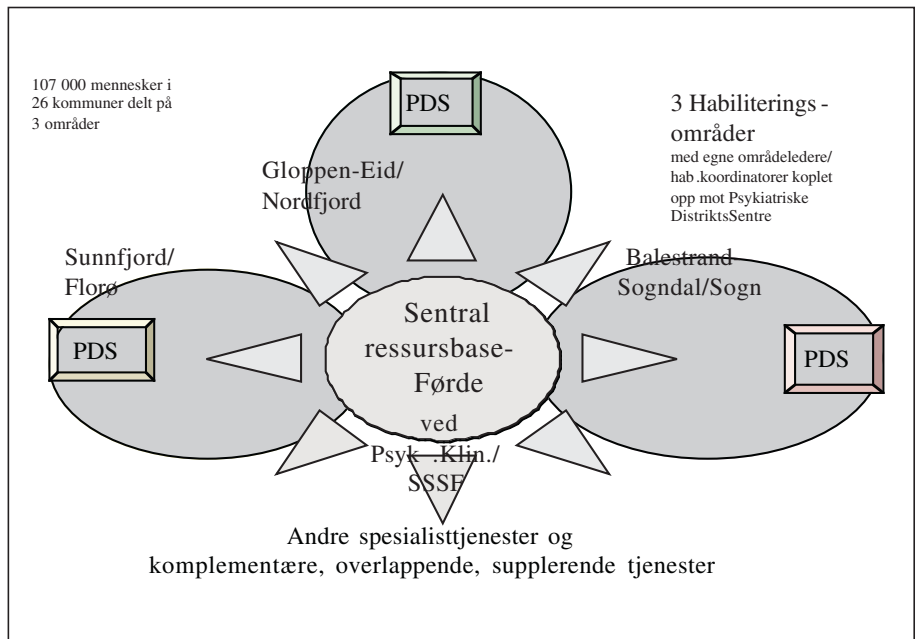 107 000 mennesker i
26 kommuner delt på
3 områder
PDS
3 Habiliterings -
områder
med egne områdeledere/
hab.koordinatorer koplet
opp mot Psykiatriske
DistriktsSentre
Gloppen-Eid/
Nordfjord
Sunnfjord/
Florø
Balestrand
Sogndal/Sogn
PDS
Sentral
ressursbase-
Førde
ved
Psyk .Klin./
SSSF
PDS
Andre spesialisttjenester og
komplementære, overlappende, supplerende tjenester